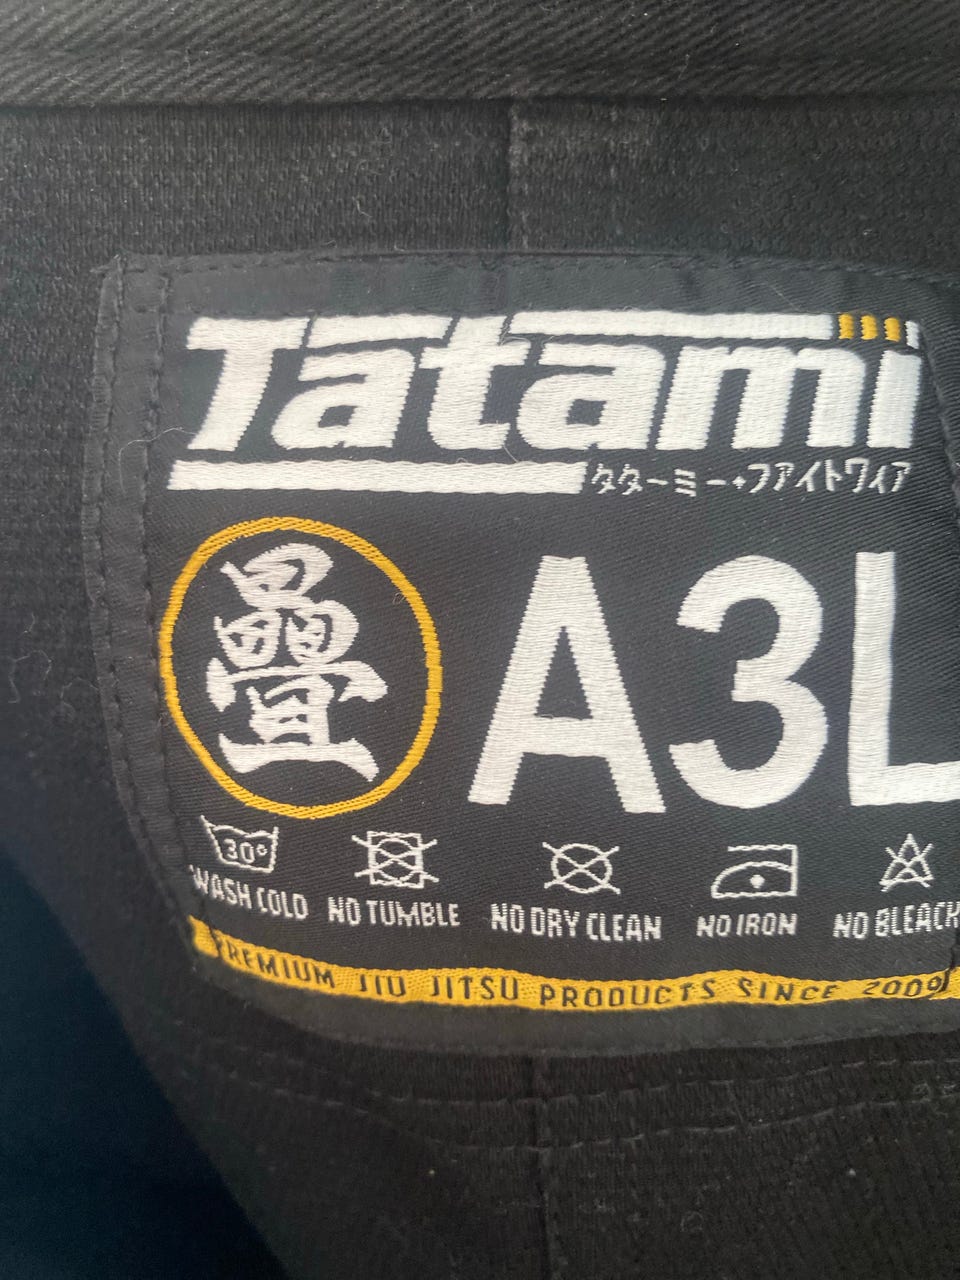 Tatami
タターミー・ファイトワィア
疊 A3L
30°
WASH COLD NO TUMBLE NO DRY CLEAN NO IRON NO BLEACH
PREMIUM JIU JITSU PRODUCTS SINCE 2009